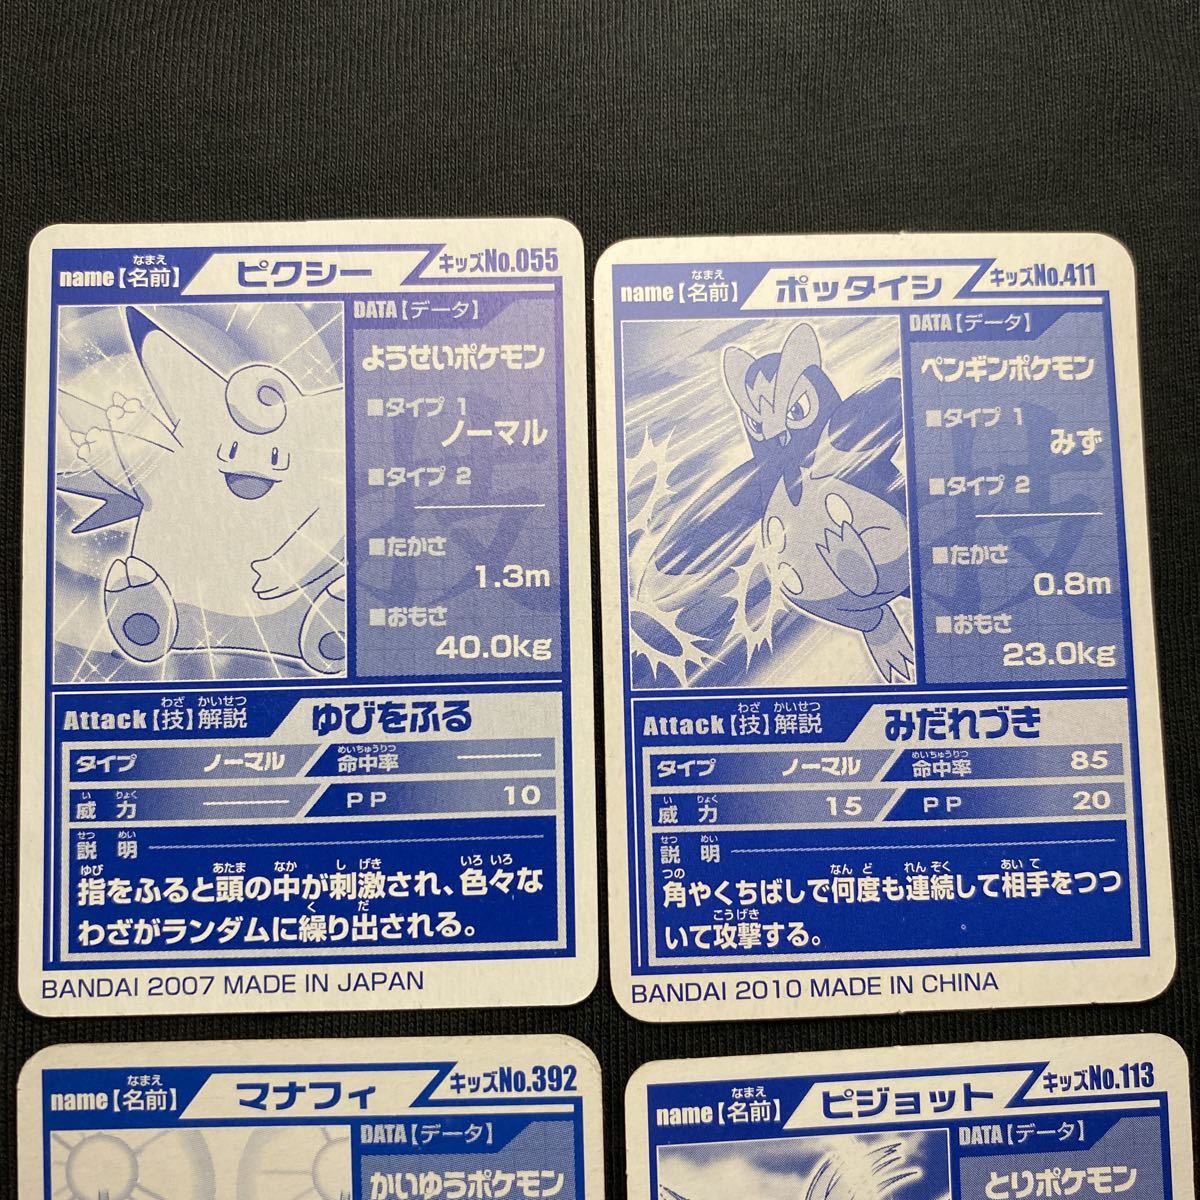 なまえ
name【名前】 ピクシー キッズNo.055
DATA【データ】
ようせいポケモン
■タイプ 1
ノーマル
■タイプ 2
■たかさ
1.3m
■おもさ
40.0kg
わざ かいせつ
Attack【技】解説 ゆびをふる
めいちゅうりつ
タイプ ノーマル 命中率
い りょく
威力 PP 10
せつ めい
説明
ゆび あたま なか し げき いろ いろ
指をふると頭の中が刺激され、色々な
く だ
わざがランダムに繰り出される。
BANDAI 2007 MADE IN JAPAN
なまえ
name【名前】 ポッタイシ キッズNo.411
DATA【データ】
ペンギンポケモン
■タイプ 1
みず
■タイプ 2
■たかさ
0.8m
■おもさ
23.0kg
わざ かいせつ
Attack【技】解説 みだれづき
めいちゅうりつ
タイプ ノーマル 命中率 85
い りょく
威力 15 PP 20
せつ めい
説明
つの なん ど れん ぞく あい て
角やくちばしで何度も連続して相手をつつ
こうげき
いて攻撃する。
BANDAI 2010 MADE IN CHINA
なまえ
name【名前】 マナフィ キッズNo.392
DATA【データ】
かいゆうポケモン
なまえ
name【名前】 ピジョット キッズNo.113
DATA【データ】
とりポケモン